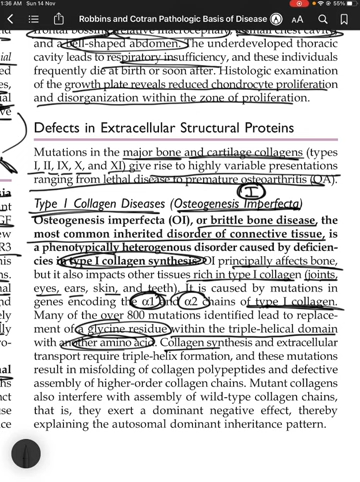 1:36 AM Sun 14 Nov
55%
Robbins and Cotran Pathologic Basis of Disease
AA
frontal bossing, relative macrocephaly, a small chest cavity
and a bell-shaped abdomen. The underdeveloped thoracic
cavity leads to respiratory insufficiency, and these individuals
frequently die at birth or soon after. Histologic examination
of the growth plate reveals reduced chondrocyte proliferation
and disorganization within the zone of proliferation.
Defects in Extracellular Structural Proteins
Mutations in the major bone and cartilage collagens (types
I, II, IX, X, and XI) give rise to highly variable presentations
ranging from lethal disease to premature osteoarthritis (OA).
I
Type 1 Collagen Diseases (Osteogenesis Imperfecta)
Osteogenesis imperfecta (OI), or brittle bone disease, the
most common inherited disorder of connective tissue, is
a phenotypically heterogenous disorder caused by deficien-
cies in type I collagen synthesis. OI principally affects bone,
but it also impacts other tissues rich in type I collagen (joints,
eyes, ears, skin, and teeth). It is caused by mutations in
genes encoding the α1 and α2 chains of type I collagen.
Many of the over 800 mutations identified lead to replace-
ment of a glycine residue within the triple-helical domain
with another amino acid. Collagen synthesis and extracellular
transport require triple-helix formation, and these mutations
result in misfolding of collagen polypeptides and defective
assembly of higher-order collagen chains. Mutant collagens
also interfere with assembly of wild-type collagen chains,
that is, they exert a dominant negative effect, thereby
explaining the autosomal dominant inheritance pattern.